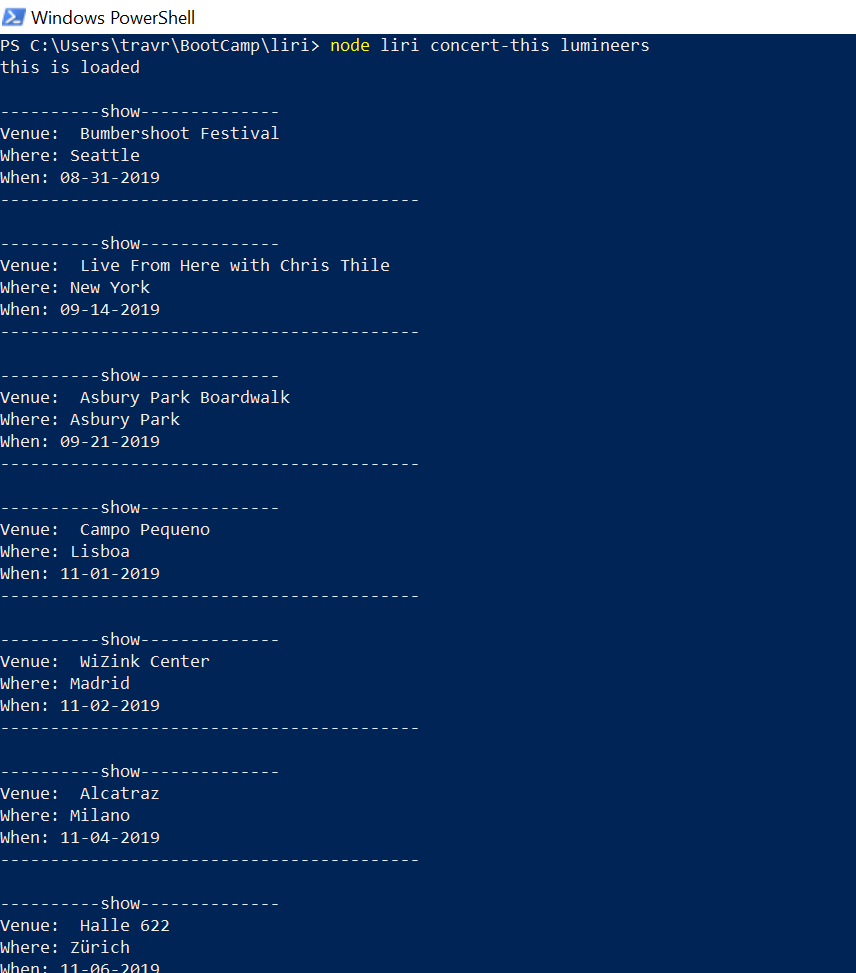 Windows PowerShell
PS C:\Users\travr\BootCamp\liri> node liri concert-this lumineers
this is loaded
----------show--------------
Venue:  Bumbershoot Festival
Where: Seattle
When: 08-31-2019
------------------------------------------
----------show--------------
Venue:  Live From Here with Chris Thile
Where: New York
When: 09-14-2019
------------------------------------------
----------show--------------
Venue:  Asbury Park Boardwalk
Where: Asbury Park
When: 09-21-2019
------------------------------------------
----------show--------------
Venue:  Campo Pequeno
Where: Lisboa
When: 11-01-2019
------------------------------------------
----------show--------------
Venue:  WiZink Center
Where: Madrid
When: 11-02-2019
------------------------------------------
----------show--------------
Venue:  Alcatraz
Where: Milano
When: 11-04-2019
------------------------------------------
----------show--------------
Venue:  Halle 622
Where: Zürich
When: 11-06-2019